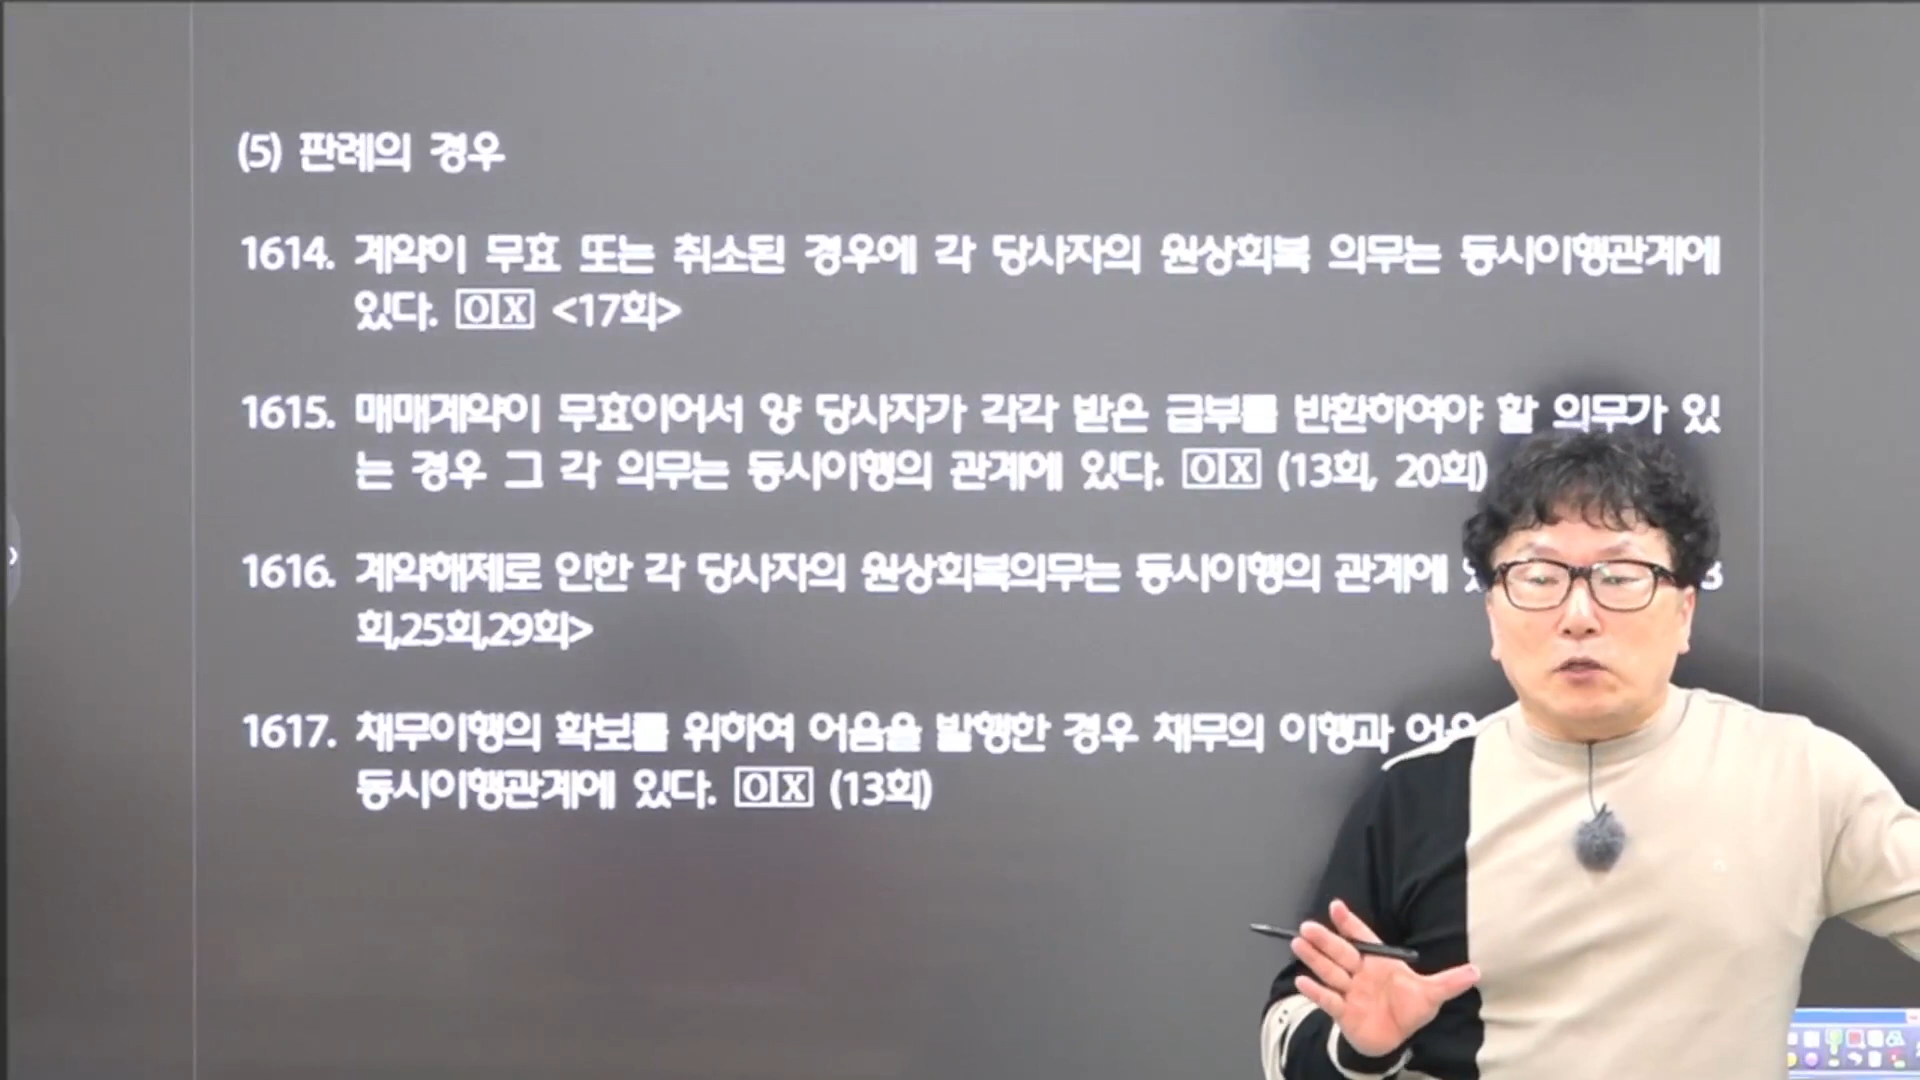 (5) 판례의 경우
1614. 계약이 무효 또는 취소된 경우에 각 당사자의 원상회복 의무는 동시이행관계에
있다. O X <17회>
1615. 매매계약이 무효이어서 양 당사자가 각각 받은 급부를 반환하여야 할 의무가 있
는 경우 그 각 의무는 동시이행의 관계에 있다. O X (13회, 20회)
1616. 계약해제로 인한 각 당사자의 원상회복의무는 동시이행의 관계에
회,25회,29회>
1617. 채무이행의 확보를 위하여 어음을 발행한 경우 채무의 이행과
동시이행관계에 있다. O X (13회)